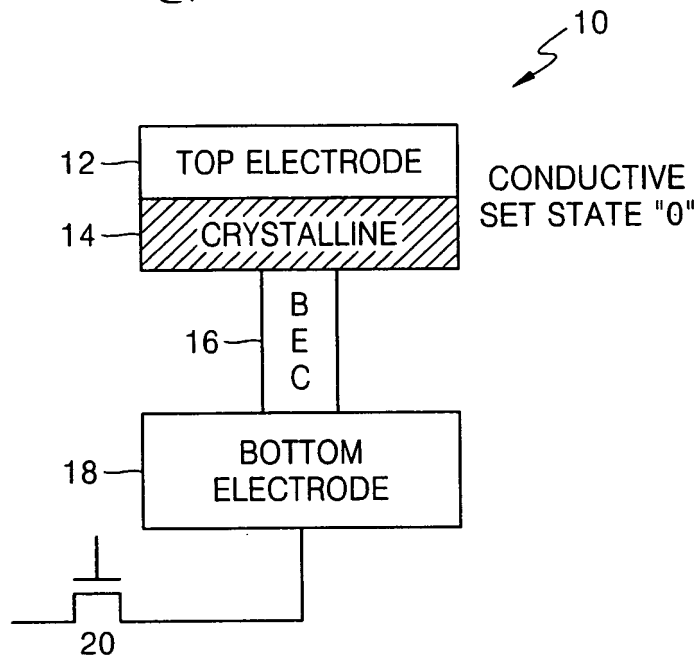 10
12
TOP ELECTRODE
CONDUCTIVE
SET STATE "0"
14
CRYSTALLINE
16
B
E
C
18
BOTTOM
ELECTRODE
20